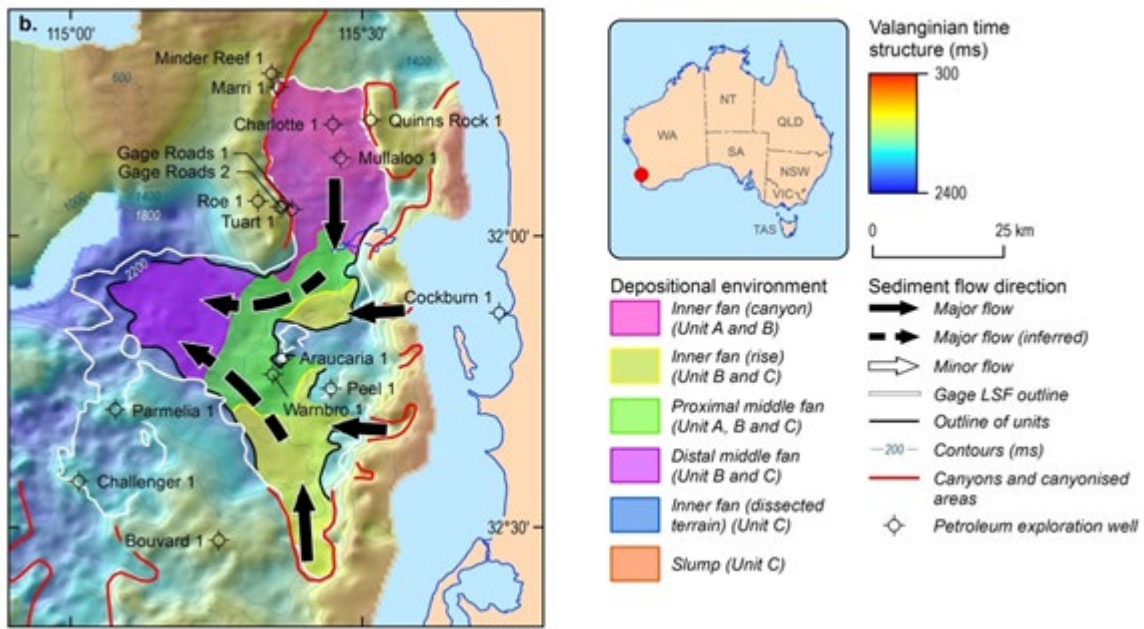 b.
115°00'
115°30'
Minder Reef 1
600
1400
Marri 1
Charlotte 1
Quinns Rock 1
Gage Roads 1
Mullaloo 1
Gage Roads 2
1000
1400
Roe 1
1800
Tuart 1
32°00'
2200
Cockburn 1
Araucaria 1
Peel 1
Parmelia 1
Warnbro 1
Challenger 1
32°30'
Bouvard 1
WA
NT
QLD
SA
NSW
VIC
TAS
Valanginian time
structure (ms)
300
2400
0
25 km
Depositional environment
Inner fan (canyon)
(Unit A and B)
Inner fan (rise)
(Unit B and C)
Proximal middle fan
(Unit A, B and C)
Distal middle fan
(Unit B and C)
Inner fan (dissected
terrain) (Unit C)
Slump (Unit C)
Sediment flow direction
Major flow
Major flow (inferred)
Minor flow
Gage LSF outline
Outline of units
200
Contours (ms)
Canyons and canyonised
areas
Petroleum exploration well